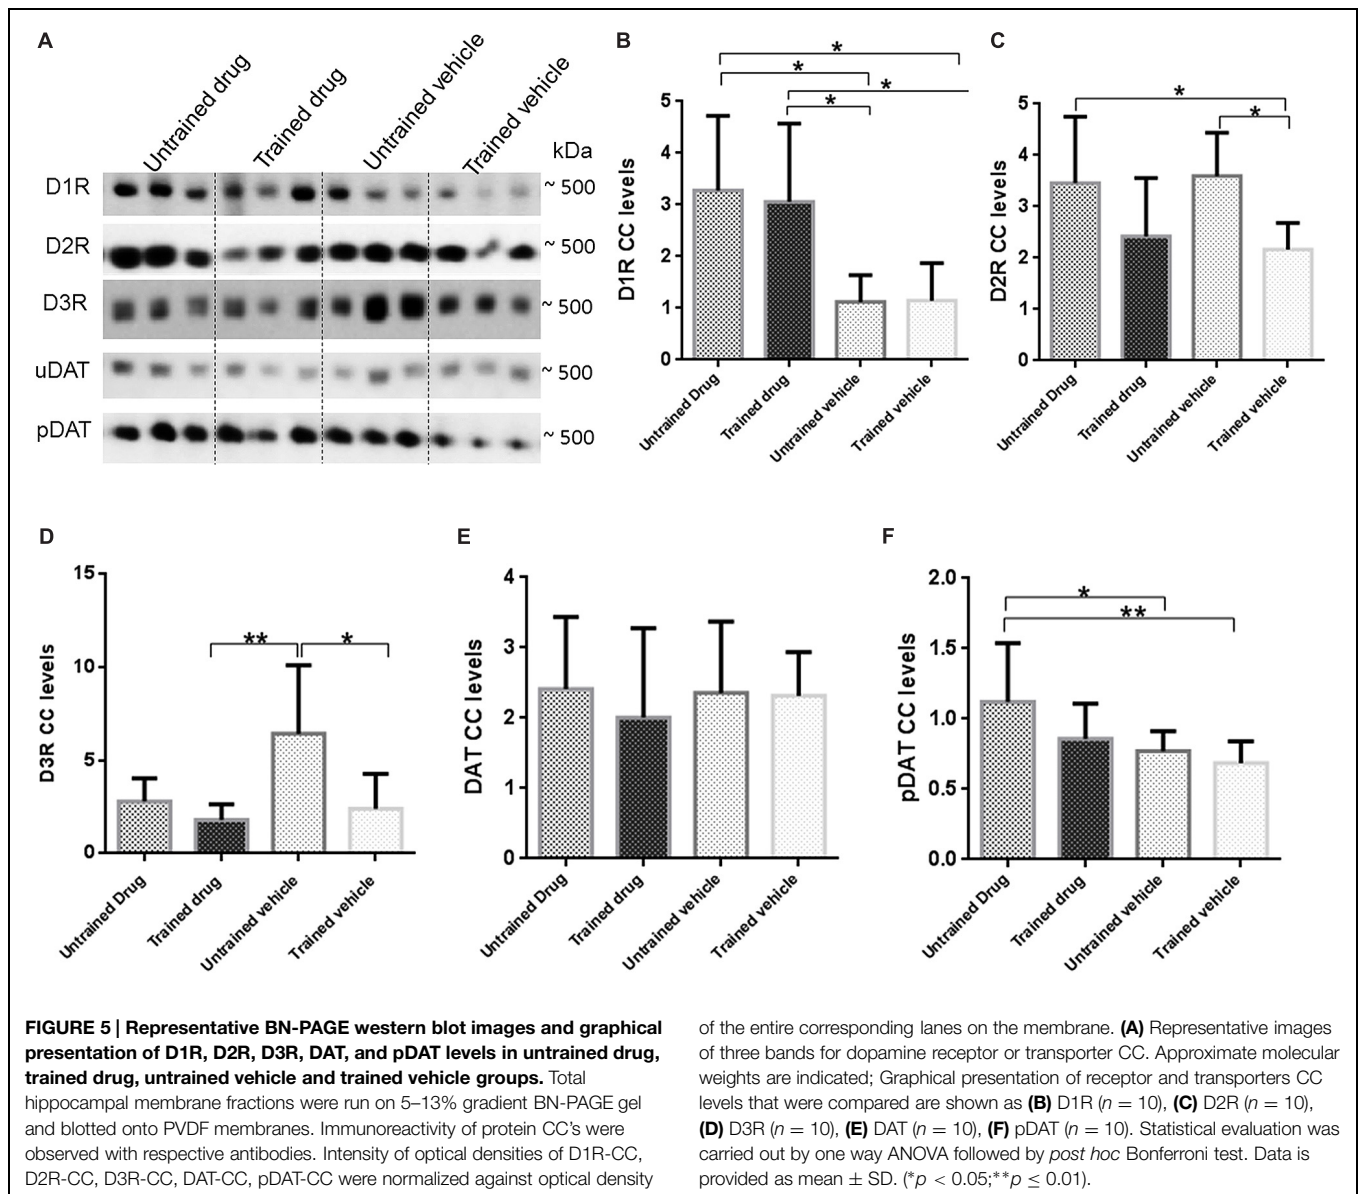 A
Untrained drug
Trained drug
Untrained vehicle
Trained vehicle
kDa
D1R
~ 500
D2R
~ 500
D3R
~ 500
uDAT
~ 500
pDAT
~ 500
B
*
*
*
*
D1R CC levels
5
4
3
2
1
0
Untrained Drug
Trained drug
Untrained vehicle
Trained vehicle
C
*
*
D2R CC levels
5
4
3
2
1
0
Untrained Drug
Trained drug
Untrained vehicle
Trained vehicle
D
**
*
D3R CC levels
15
10
5
0
Untrained Drug
Trained drug
Untrained vehicle
Trained vehicle
E
DAT CC levels
4
3
2
1
0
Untrained Drug
Trained drug
Untrained vehicle
Trained vehicle
F
*
**
pDAT CC levels
2.0
1.5
1.0
0.5
0.0
Untrained Drug
Trained drug
Untrained vehicle
Trained vehicle
FIGURE 5 | Representative BN-PAGE western blot images and graphical
presentation of D1R, D2R, D3R, DAT, and pDAT levels in untrained drug,
trained drug, untrained vehicle and trained vehicle groups. Total
hippocampal membrane fractions were run on 5–13% gradient BN-PAGE gel
and blotted onto PVDF membranes. Immunoreactivity of protein CC's were
observed with respective antibodies. Intensity of optical densities of D1R-CC,
D2R-CC, D3R-CC, DAT-CC, pDAT-CC were normalized against optical density
of the entire corresponding lanes on the membrane. (A) Representative images
of three bands for dopamine receptor or transporter CC. Approximate molecular
weights are indicated; Graphical presentation of receptor and transporters CC
levels that were compared are shown as (B) D1R (n = 10), (C) D2R (n = 10),
(D) D3R (n = 10), (E) DAT (n = 10), (F) pDAT (n = 10). Statistical evaluation was
carried out by one way ANOVA followed by post hoc Bonferroni test. Data is
provided as mean ± SD. (*p < 0.05;**p ≤ 0.01).